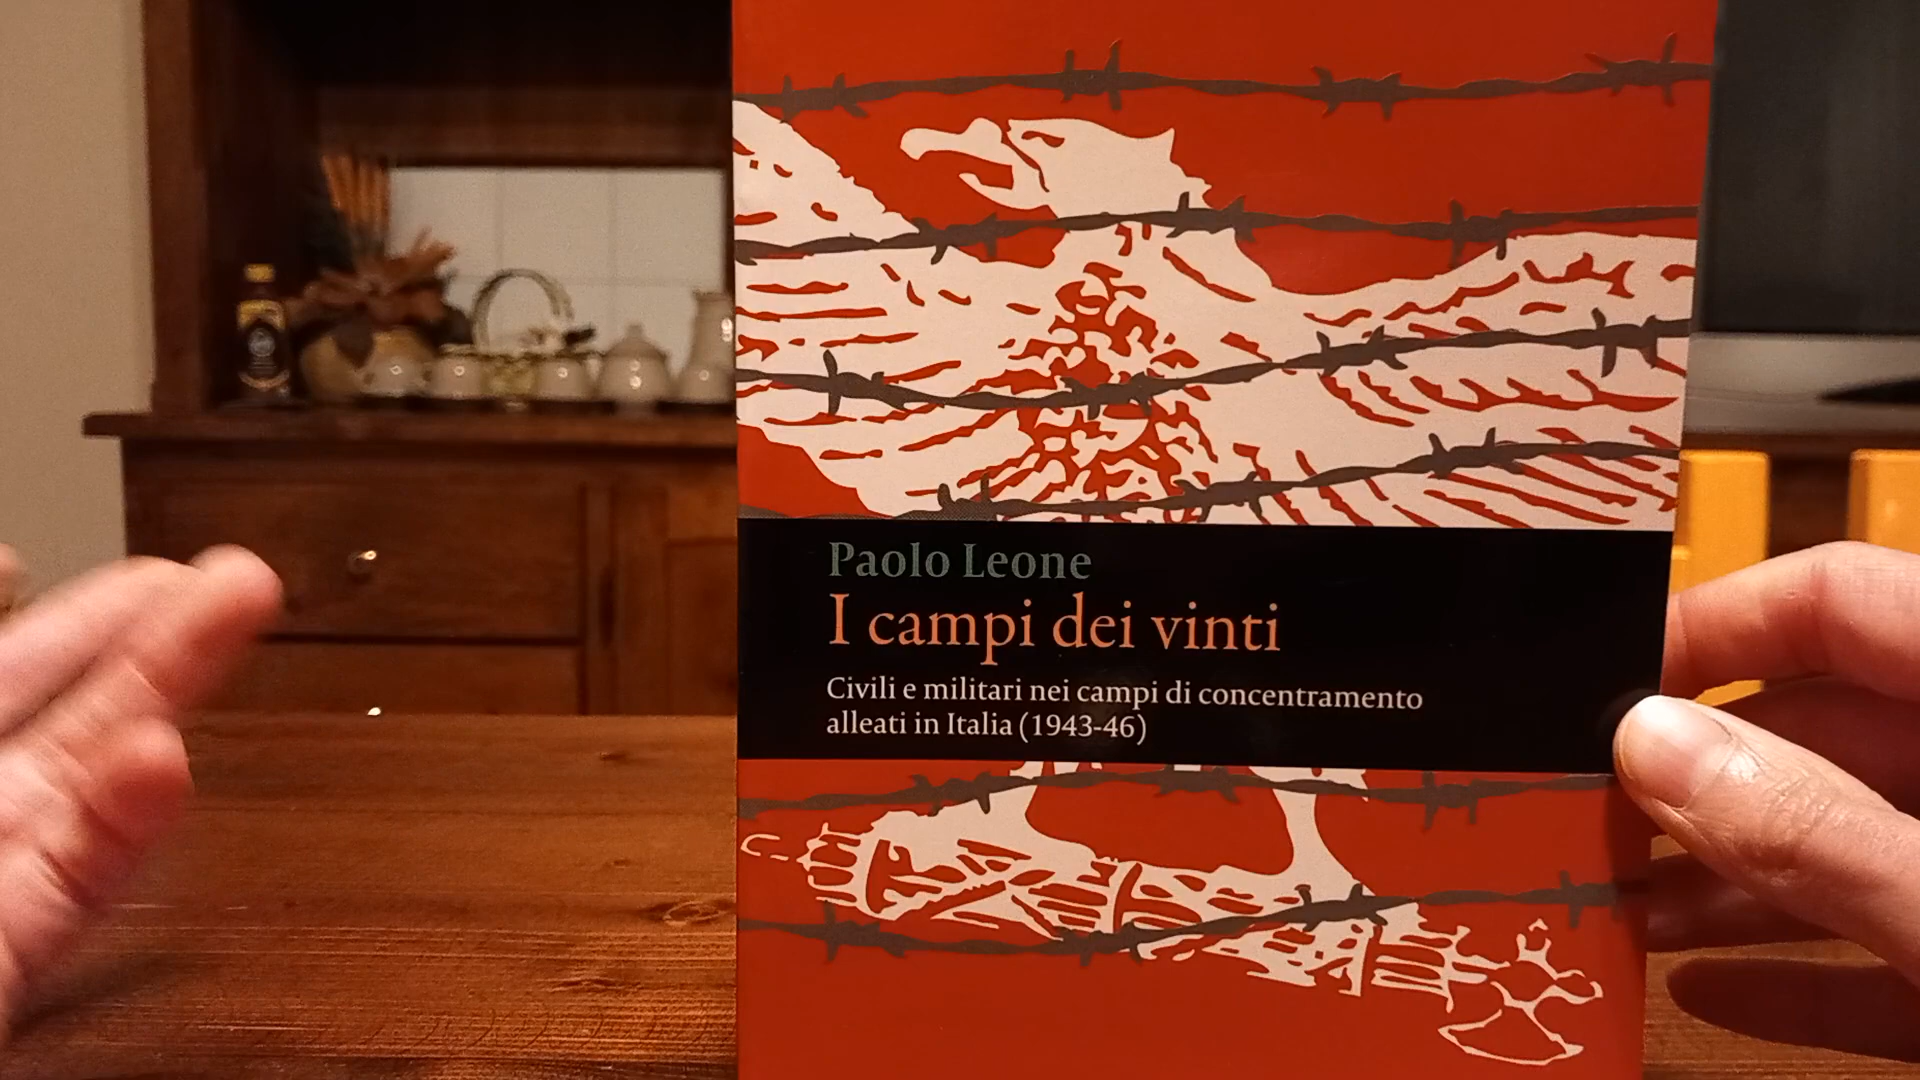 Paolo Leone
I campi dei vinti
Civili e militari nei campi di concentramento
alleati in Italia (1943-46)